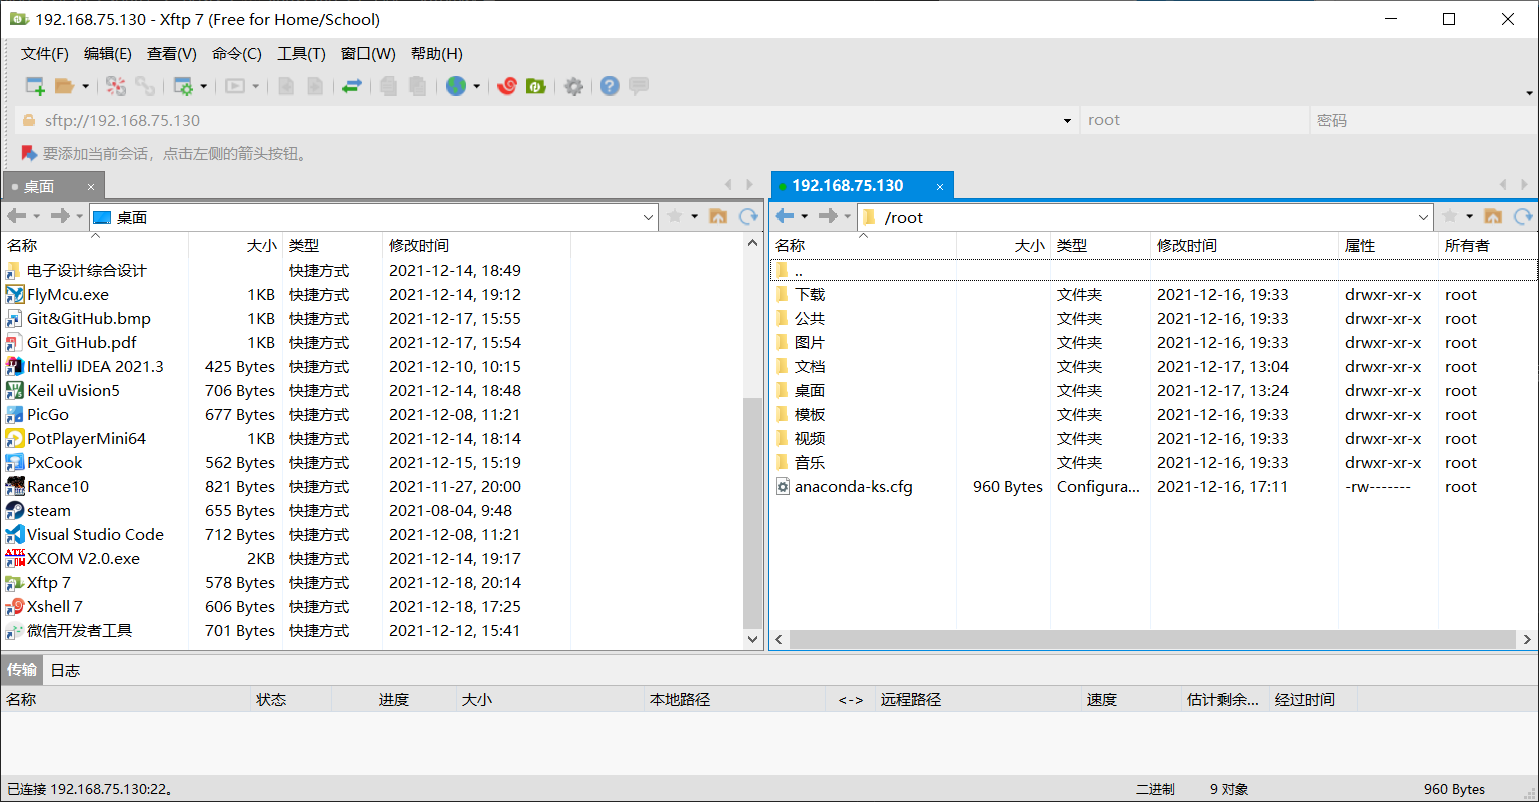 192.168.75.130 - Xftp 7 (Free for Home/School)
文件(F) 编辑(E) 查看(V) 命令(C) 工具(T) 窗口(W) 帮助(H)
sftp://192.168.75.130 root 密码
要添加当前会话，点击左侧的箭头按钮。
桌面
桌面
名称 大小 类型 修改时间
电子设计综合设计 快捷方式 2021-12-14, 18:49
FlyMcu.exe 1KB 快捷方式 2021-12-14, 19:12
Git&GitHub.bmp 1KB 快捷方式 2021-12-17, 15:55
Git_GitHub.pdf 1KB 快捷方式 2021-12-17, 15:54
IntelliJ IDEA 2021.3 425 Bytes 快捷方式 2021-12-10, 10:15
Keil uVision5 706 Bytes 快捷方式 2021-12-14, 18:48
PicGo 677 Bytes 快捷方式 2021-12-08, 11:21
PotPlayerMini64 1KB 快捷方式 2021-12-14, 18:14
PxCook 562 Bytes 快捷方式 2021-12-15, 15:19
Rance10 821 Bytes 快捷方式 2021-11-27, 20:00
steam 655 Bytes 快捷方式 2021-08-04, 9:48
Visual Studio Code 712 Bytes 快捷方式 2021-12-08, 11:21
XCOM V2.0.exe 2KB 快捷方式 2021-12-14, 19:17
Xftp 7 578 Bytes 快捷方式 2021-12-18, 20:14
Xshell 7 606 Bytes 快捷方式 2021-12-18, 17:25
微信开发者工具 701 Bytes 快捷方式 2021-12-12, 15:41
192.168.75.130
/root
名称 大小 类型 修改时间 属性 所有者
..
下载 文件夹 2021-12-16, 19:33 drwxr-xr-x root
公共 文件夹 2021-12-16, 19:33 drwxr-xr-x root
图片 文件夹 2021-12-16, 19:33 drwxr-xr-x root
文档 文件夹 2021-12-17, 13:04 drwxr-xr-x root
桌面 文件夹 2021-12-17, 13:24 drwxr-xr-x root
模板 文件夹 2021-12-16, 19:33 drwxr-xr-x root
视频 文件夹 2021-12-16, 19:33 drwxr-xr-x root
音乐 文件夹 2021-12-16, 19:33 drwxr-xr-x root
anaconda-ks.cfg 960 Bytes Configura... 2021-12-16, 17:11 -rw------- root
传输 日志
名称 状态 进度 大小 本地路径 <-> 远程路径 速度 估计剩余... 经过时间
已连接 192.168.75.130:22。 二进制 9 对象 960 Bytes